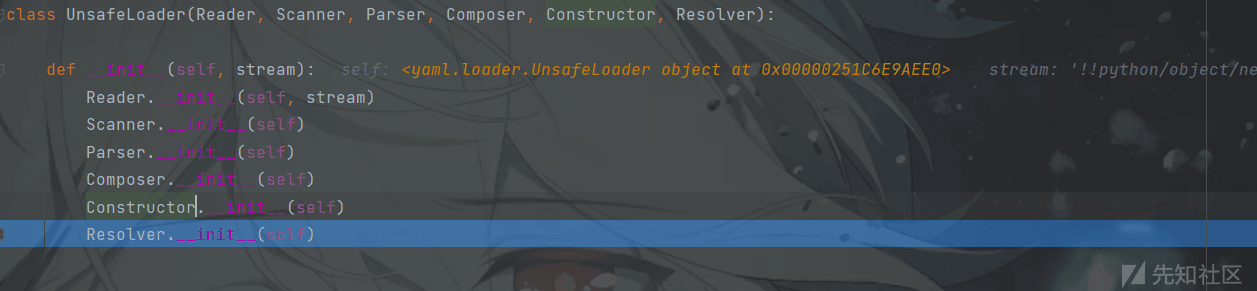 class UnsafeLoader(Reader, Scanner, Parser, Composer, Constructor, Resolver):
def __init__(self, stream): self: <yaml.loader.UnsafeLoader object at 0x00000251C6E9AEE0> stream: '!!python/object/ne
Reader.__init__(self, stream)
Scanner.__init__(self)
Parser.__init__(self)
Composer.__init__(self)
Constructor.__init__(self)
Resolver.__init__(self)
先知社区